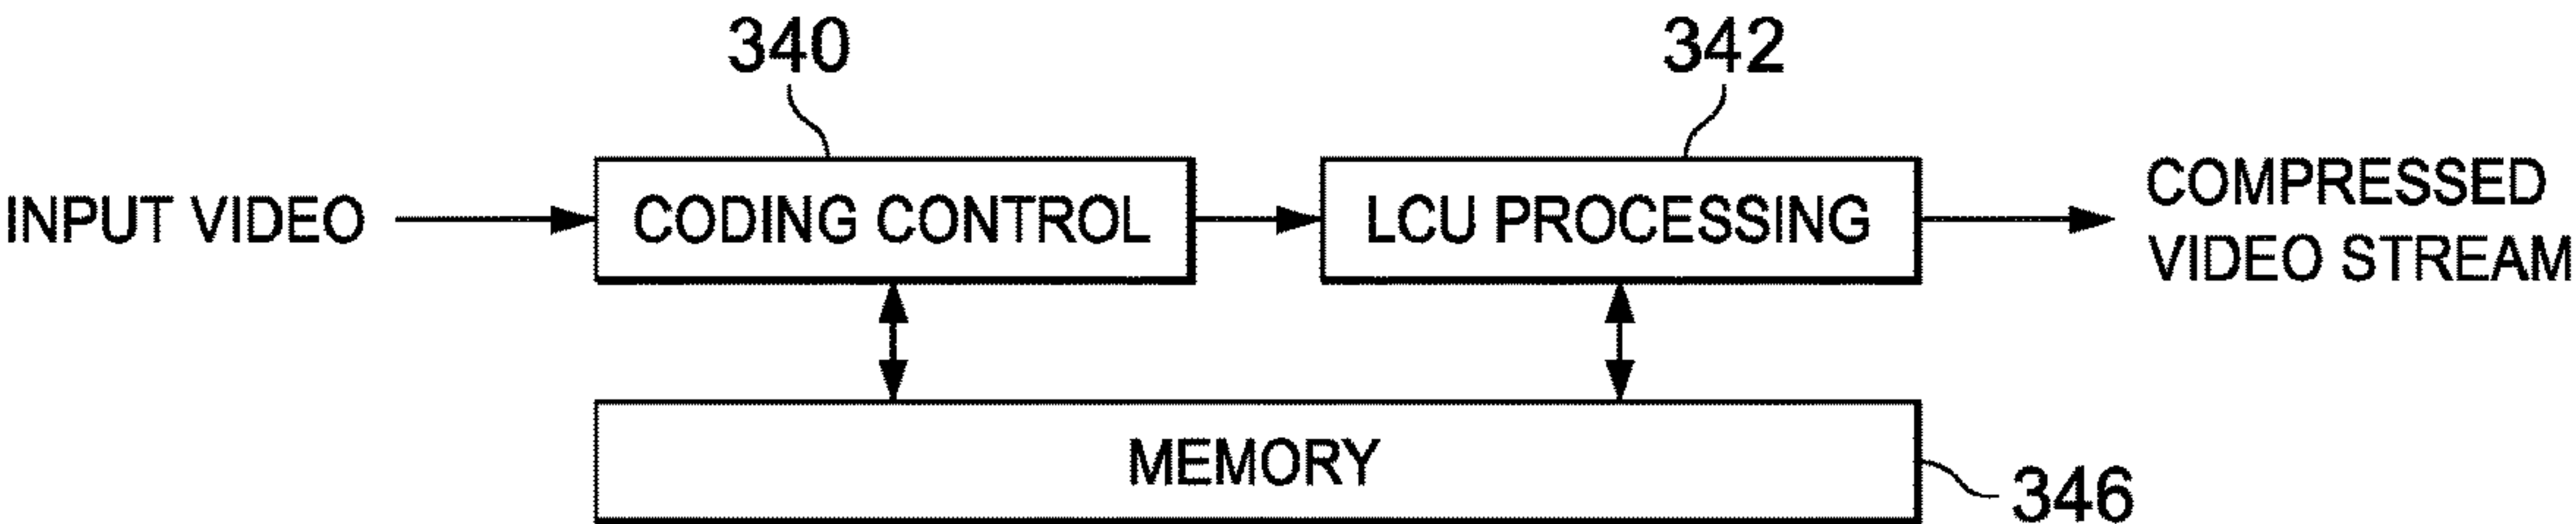 340
342
INPUT VIDEO
CODING CONTROL
LCU PROCESSING
COMPRESSED
VIDEO STREAM
MEMORY
346